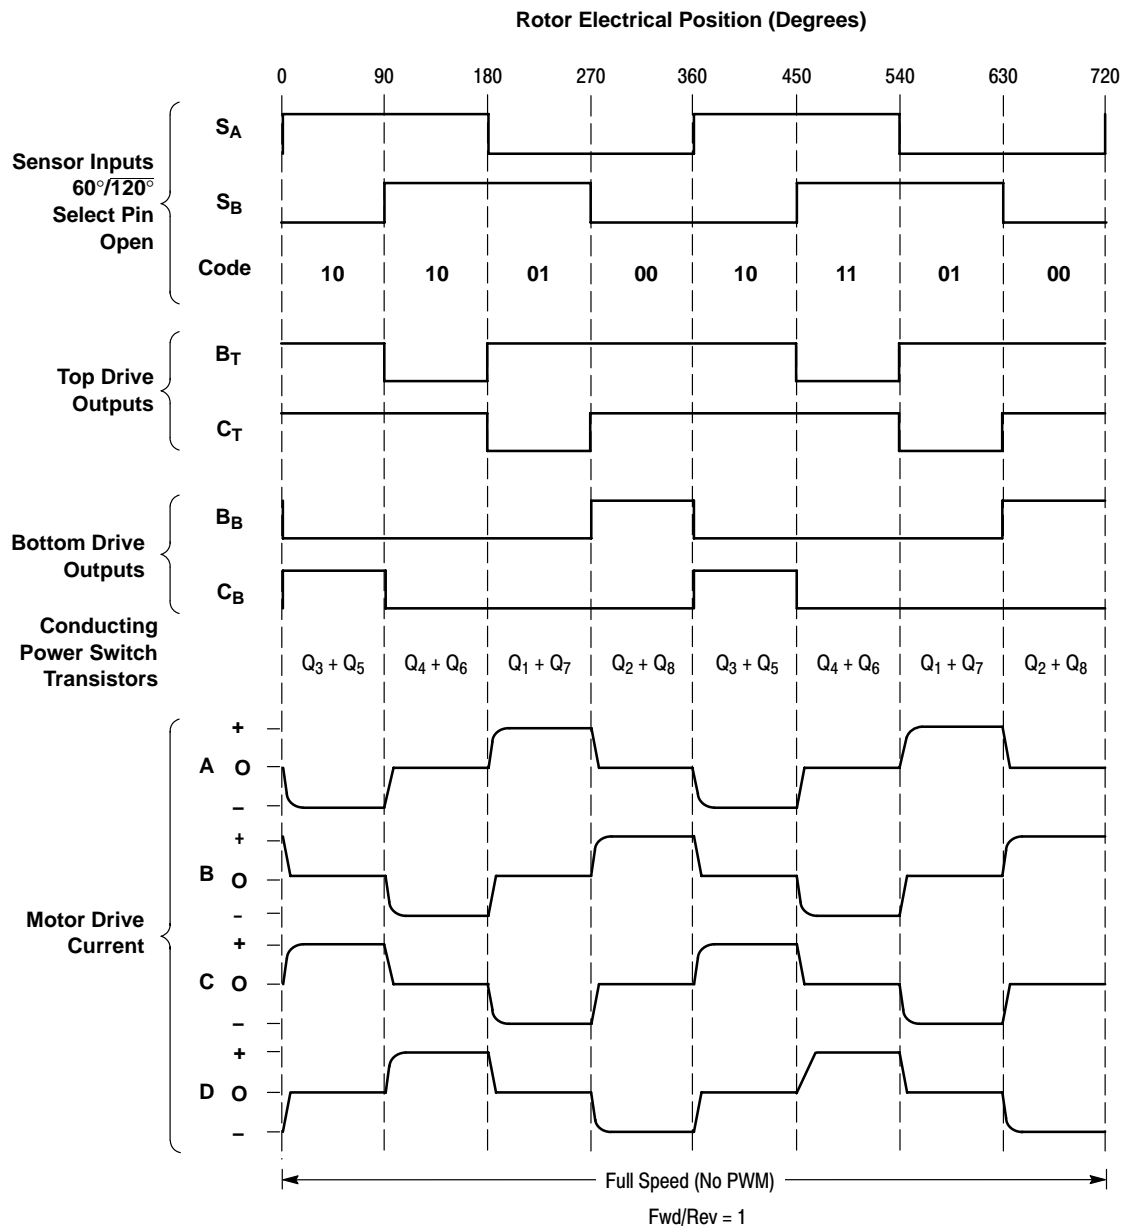 Rotor Electrical Position (Degrees)
0 90 180 270 360 450 540 630 720
Sensor Inputs
60°/120°
Select Pin
Open
SA
SB
Code 10 10 01 00 10 11 01 00
Top Drive
Outputs
BT
CT
Bottom Drive
Outputs
BB
CB
Conducting
Power Switch
Transistors
Q3 + Q5 Q4 + Q6 Q1 + Q7 Q2 + Q8 Q3 + Q5 Q4 + Q6 Q1 + Q7 Q2 + Q8
Motor Drive
Current
+
A O
–
+
B O
–
+
C O
–
+
D O
–
Full Speed (No PWM)
Fwd/Rev = 1